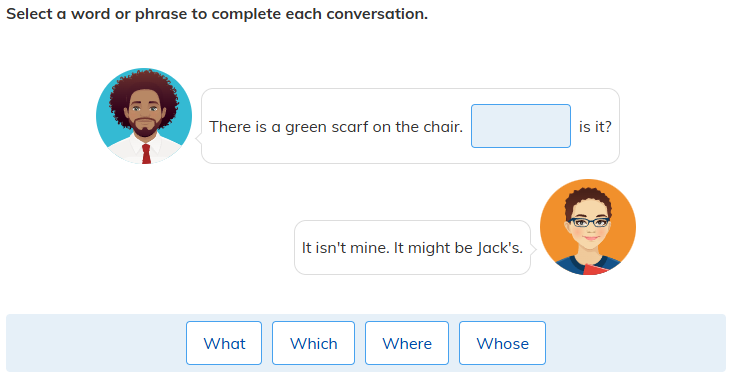 Select a word or phrase to complete each conversation.
There is a green scarf on the chair. is it?
It isn't mine. It might be Jack's.
What Which Where Whose